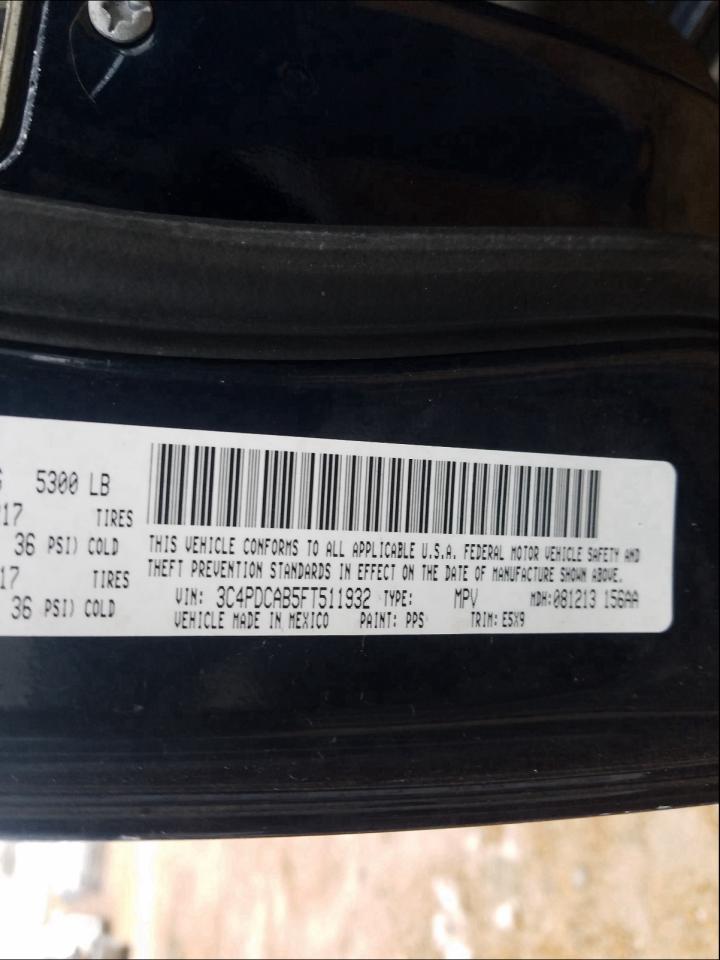 5300 LB
17 TIRES
36 PSI) COLD
17 TIRES
36 PSI) COLD
THIS VEHICLE CONFORMS TO ALL APPLICABLE U.S.A. FEDERAL MOTOR VEHICLE SAFETY AND
THEFT PREVENTION STANDARDS IN EFFECT ON THE DATE OF MANUFACTURE SHOWN ABOVE.
VIN: 3C4PDCAB5FT511932 TYPE: MPV MDH: 081213 156AA
VEHICLE MADE IN MEXICO PAINT: PPS TRIM: E5X9